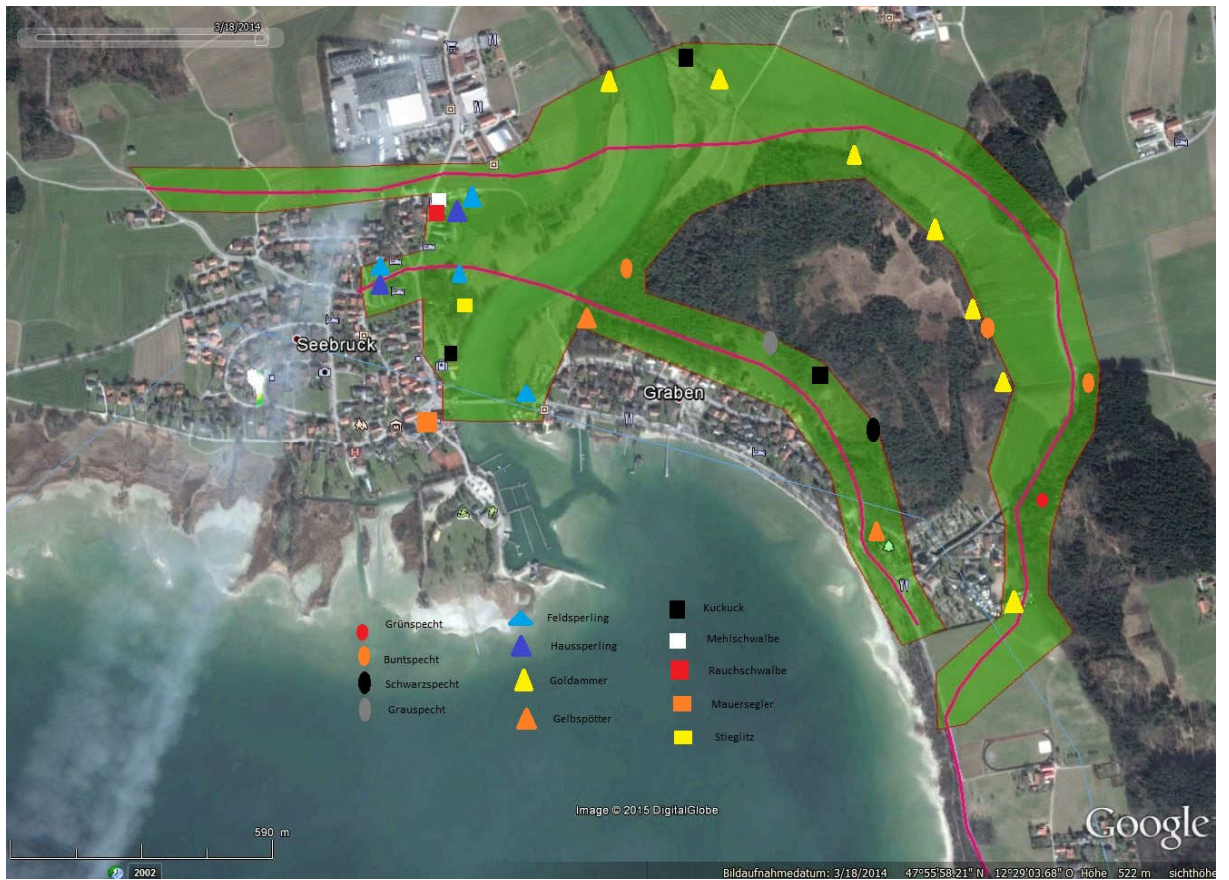 3/18/2014
Seebruck
Graben
H
Grünspecht
Buntspecht
Schwarzspecht
Grauspecht
Feldsperling
Haussperling
Goldammer
Gelbspötter
Kuckuck
Mehlschwalbe
Rauchschwalbe
Mauersegler
Stieglitz
Image © 2015 DigitalGlobe
Google
590 m
2002
Bildaufnahmedatum: 3/18/2014 47°55'58.21" N 12°29'03.68" O Höhe 522 m sichthöhe